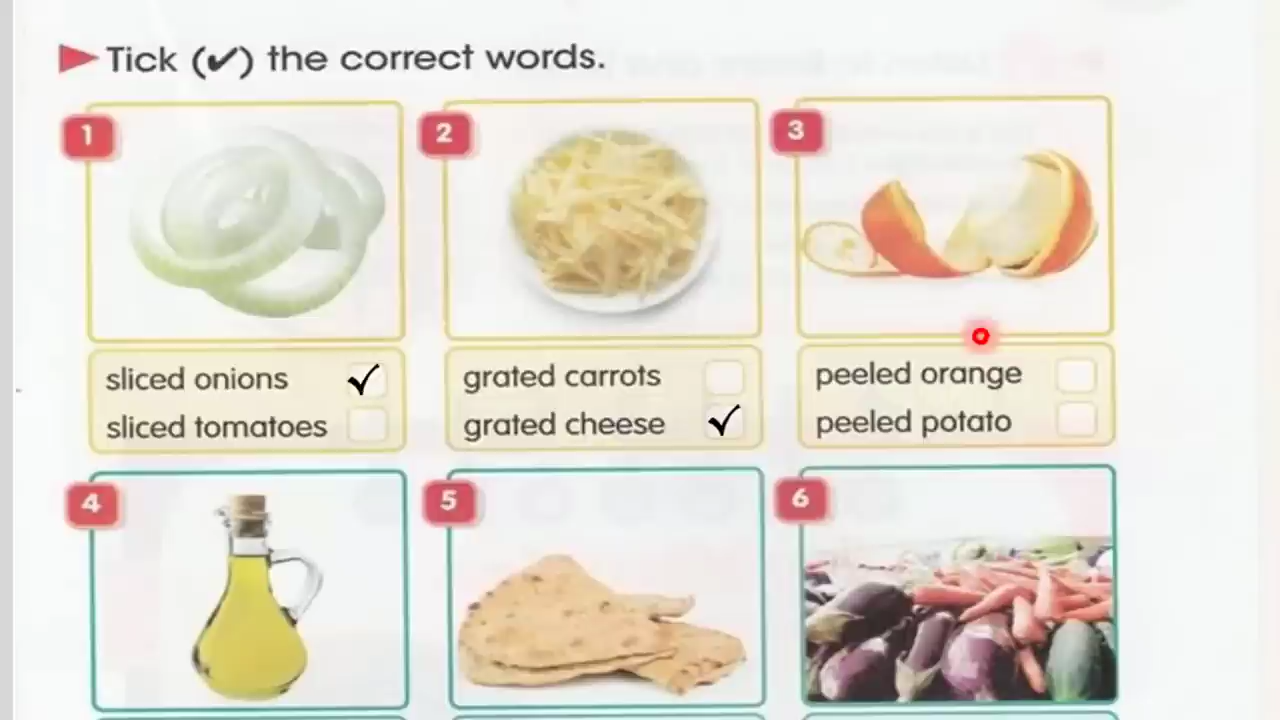 Tick (✔) the correct words.
1
2
3
sliced onions ✓
sliced tomatoes
grated carrots
grated cheese ✓
peeled orange
peeled potato
4
5
6